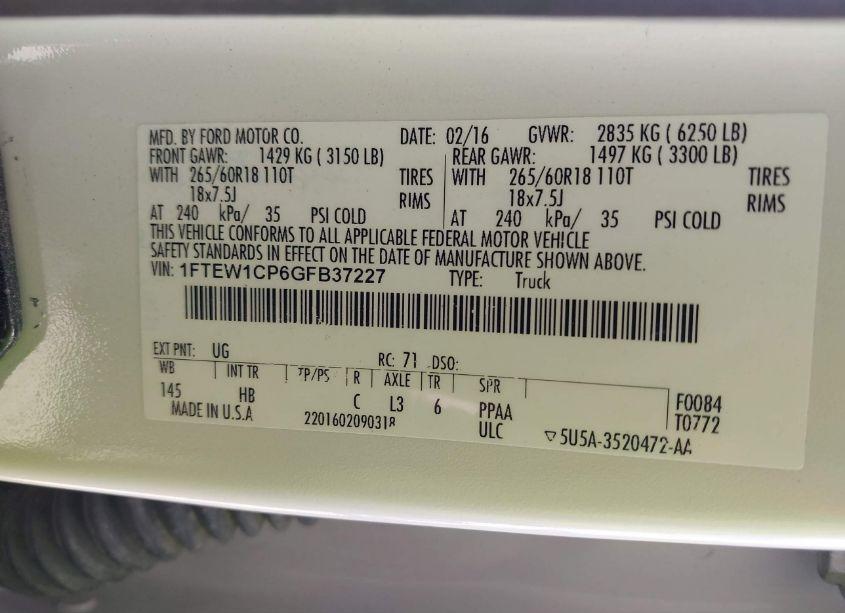 MFD. BY FORD MOTOR CO. DATE: 02/16 GVWR: 2835 KG ( 6250 LB)
FRONT GAWR: 1429 KG ( 3150 LB) REAR GAWR: 1497 KG ( 3300 LB)
WITH 265/60R18 110T TIRES WITH 265/60R18 110T TIRES
18x7.5J RIMS 18x7.5J RIMS
AT 240 kPa/ 35 PSI COLD AT 240 kPa/ 35 PSI COLD
THIS VEHICLE CONFORMS TO ALL APPLICABLE FEDERAL MOTOR VEHICLE
SAFETY STANDARDS IN EFFECT ON THE DATE OF MANUFACTURE SHOWN ABOVE.
VIN: 1FTEW1CP6GFB37227 TYPE: Truck
EXT PNT: UG RC: 71 DSO:
WB INT TR TP/PS R AXLE TR SPR
145 HB C L3 6 PPAA F0084
MADE IN U.S.A 2201602090318 ULC T0772
▽5U5A-3520472-AA